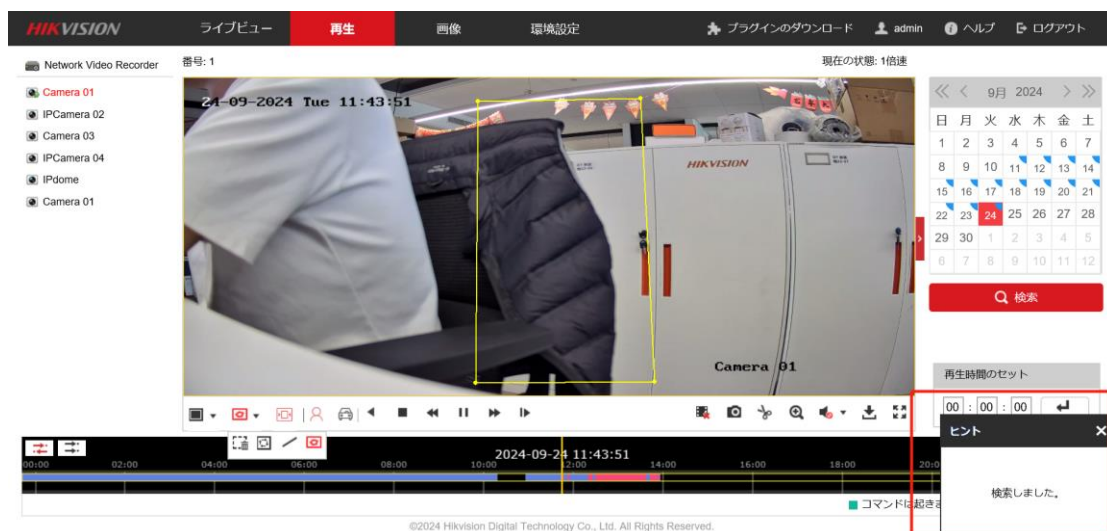 HIKVISION ライブビュー 再生 画像 環境設定 プラグインのダウンロード admin ヘルプ ログアウト
Network Video Recorder
Camera 01
IPCamera 02
Camera 03
IPCamera 04
IPdome
Camera 01
番号: 1 現在の状態: 1倍速
24-09-2024 Tue 11:43:51
HIKVISION
Camera 01
9月 2024
日 月 火 水 木 金 土
1 2 3 4 5 6 7
8 9 10 11 12 13 14
15 16 17 18 19 20 21
22 23 24 25 26 27 28
29 30 1 2 3 4 5
6 7 8 9 10 11 12
検索
再生時間のセット
00 : 00 : 00
ヒント X
検索しました。
2024-09-24 11:43:51
00:00 02:00 04:00 06:00 08:00 10:00 12:00 14:00 16:00 18:00
コマンドは起き
©2024 Hikvision Digital Technology Co., Ltd. All Rights Reserved.